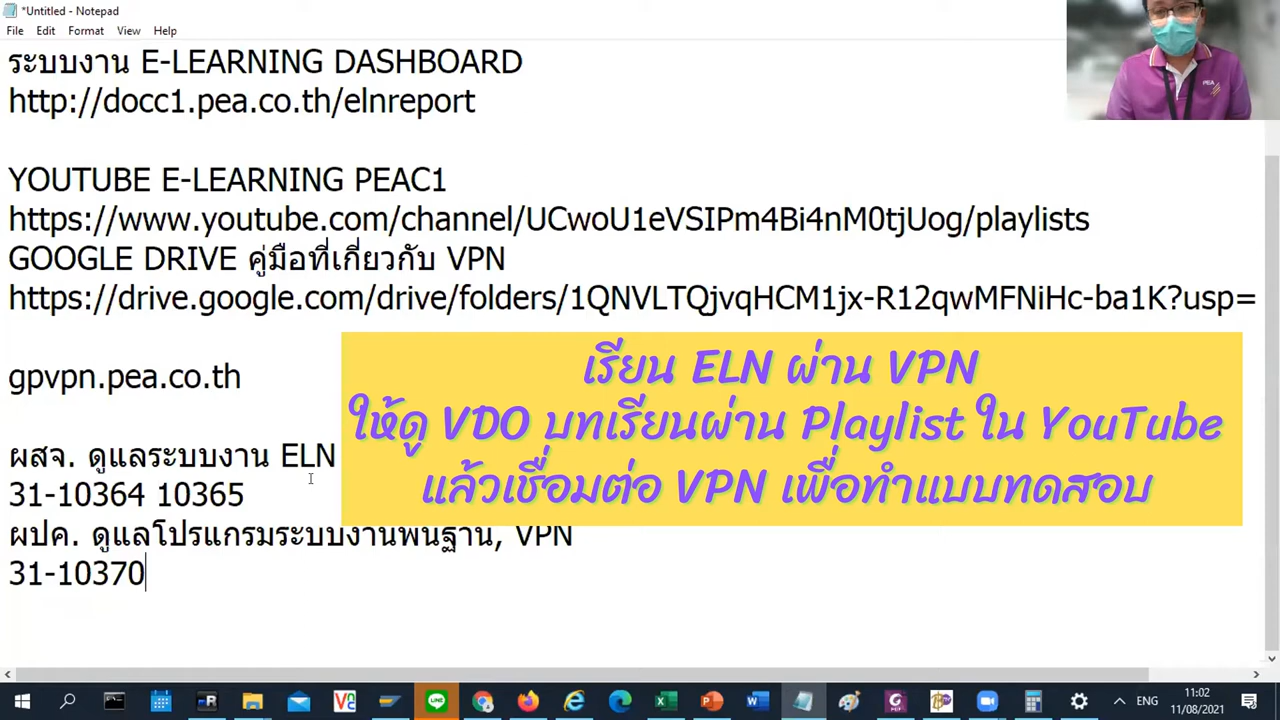 *Untitled - Notepad
File Edit Format View Help
ระบบงาน E-LEARNING DASHBOARD
http://docc1.pea.co.th/elnreport
YOUTUBE E-LEARNING PEAC1
https://www.youtube.com/channel/UCwoU1eVSIPm4Bi4nM0tjUog/playlists
GOOGLE DRIVE คู่มือที่เกี่ยวกับ VPN
https://drive.google.com/drive/folders/1QNVLTQjvqHCM1jx-R12qwMFNiHc-ba1K?usp=
gpvpn.pea.co.th
เรียน ELN ผ่าน VPN
ให้ดู VDO บทเรียนผ่าน Playlist ใน YouTube
แล้วเชื่อมต่อ VPN เพื่อทำแบบทดสอบ
ผสจ. ดูแลระบบงาน ELN
31-10364 10365
ผปค. ดูแลโปรแกรมระบบงานพื้นฐาน, VPN
31-10370
PEA
ENG
11:02
11/08/2021